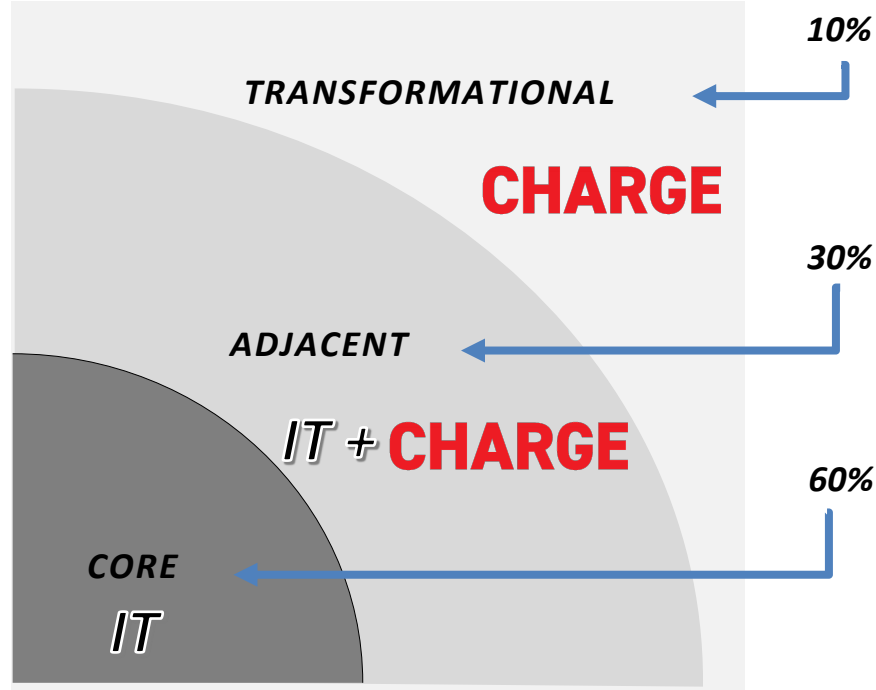 10%
TRANSFORMATIONAL
CHARGE
30%
ADJACENT
IT + CHARGE
60%
CORE
IT